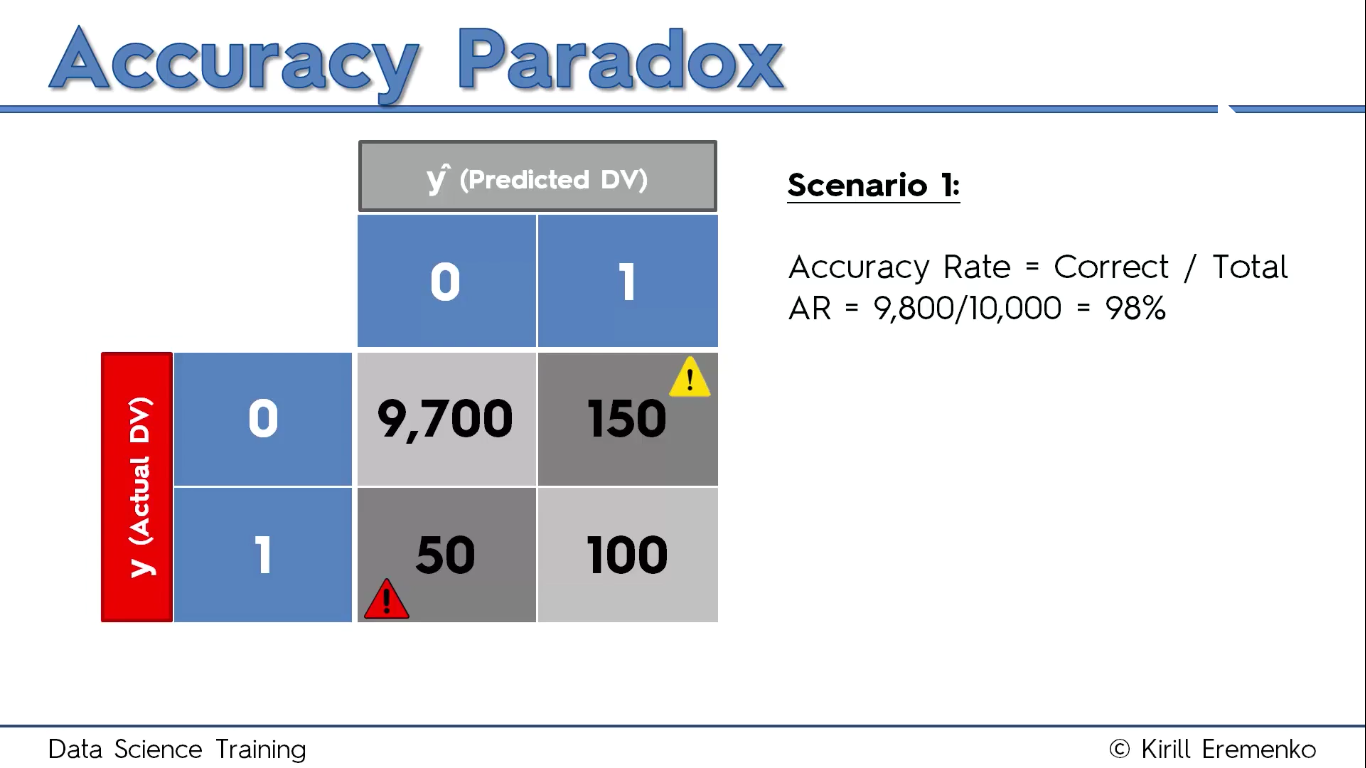 Accuracy Paradox
ŷ (Predicted DV)
0 1
y (Actual DV)
0 9,700 150
1 50 100
Scenario 1:
Accuracy Rate = Correct / Total
AR = 9,800/10,000 = 98%
Data Science Training
© Kirill Eremenko